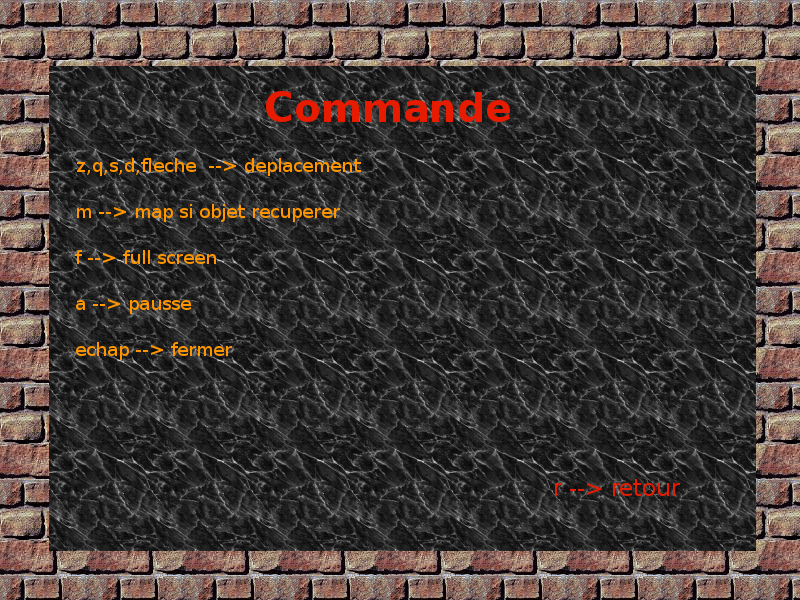 Commande
z,q,s,d,fleche --> deplacement
m --> map si objet recuperer
f --> full screen
a --> pausse
echap --> fermer
r --> retour